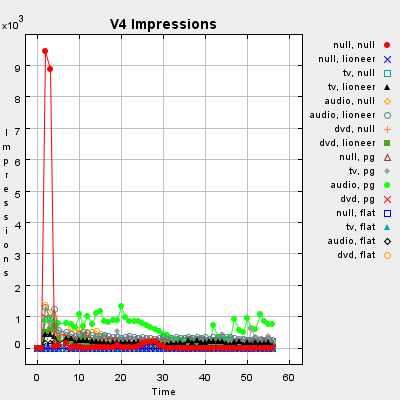 V4 Impressions
x10³
9
8
7
6
5
4
3
2
1
0
Impressions
0
10
20
30
40
50
60
Time
null, null
null, lioneer
tv, null
tv, lioneer
audio, null
audio, lioneer
dvd, null
dvd, lioneer
null, pg
tv, pg
audio, pg
dvd, pg
null, flat
tv, flat
audio, flat
dvd, flat